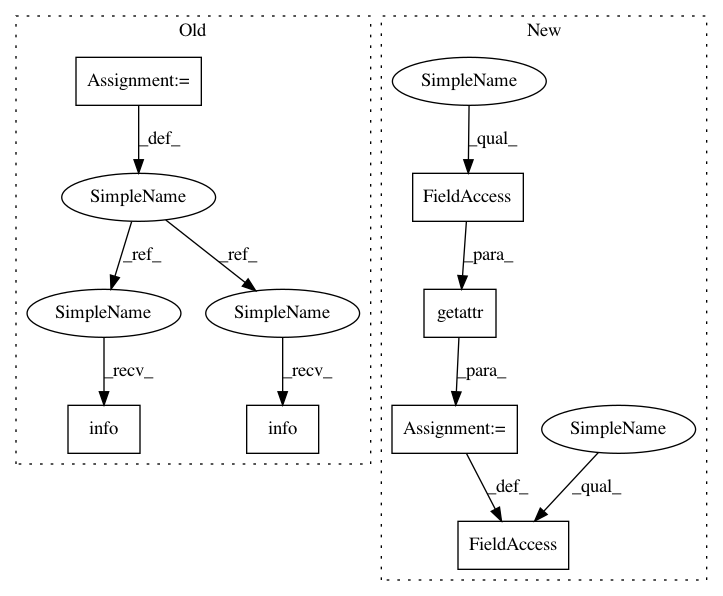 Old
New
Assignment:=
SimpleName
_def_
_qual_
SimpleName
FieldAccess
_ref_
_ref_
_para_
SimpleName
SimpleName
getattr
_recv_
_recv_
_para_
info
info
Assignment:=
SimpleName
_def_
_qual_
FieldAccess